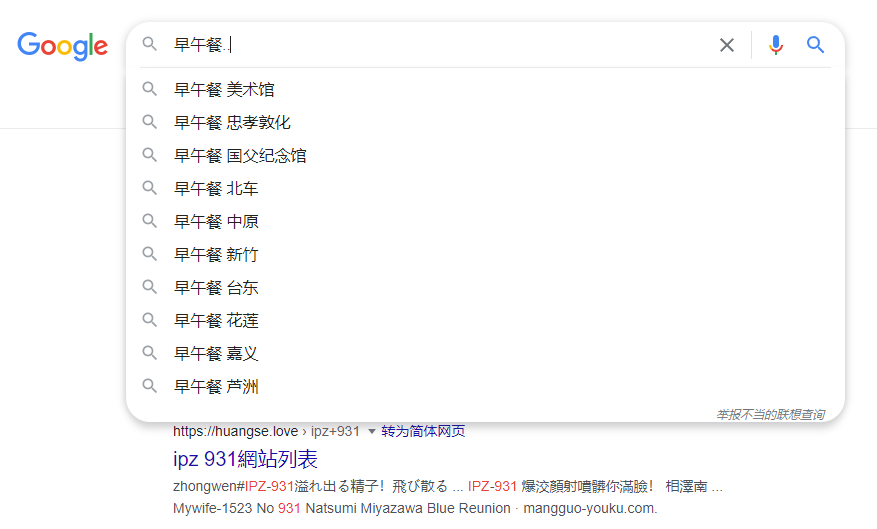 Google
早午餐..
早午餐 美术馆
早午餐 忠孝敦化
早午餐 国父纪念馆
早午餐 北车
早午餐 中原
早午餐 新竹
早午餐 台东
早午餐 花莲
早午餐 嘉义
早午餐 芦洲
举报不当的联想查询
https://huangse.love › ipz+931 转为简体网页
ipz 931網站列表
zhongwen#IPZ-931溢れ出る精子！飛び散る ... IPZ-931 爆洨顏射噴髒你滿臉！ 相澤南 ...
Mywife-1523 No 931 Natsumi Miyazawa Blue Reunion · mangguo-youku.com.